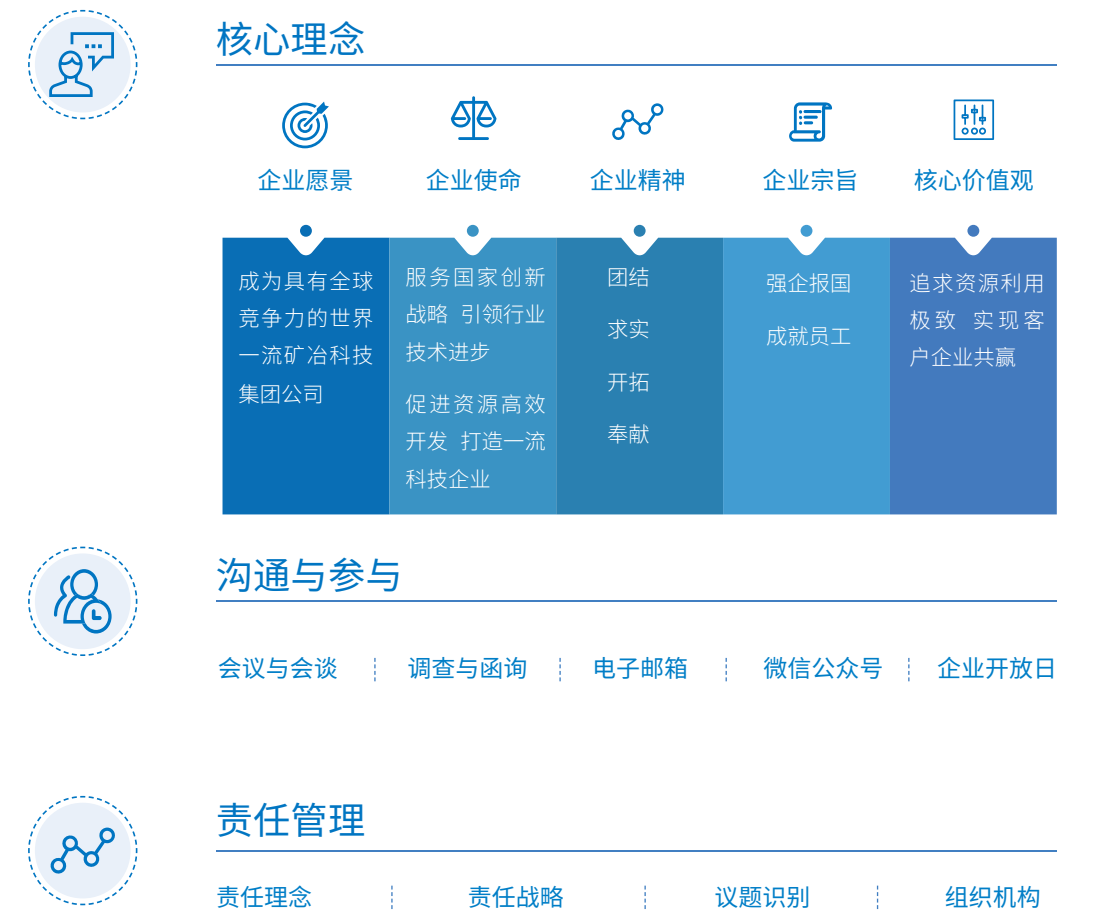 核心理念
企业愿景 企业使命 企业精神 企业宗旨 核心价值观
成为具有全球
竞争力的世界
一流矿冶科技
集团公司
服务国家创新
战略 引领行业
技术进步
促进资源高效
开发 打造一流
科技企业
团结
求实
开拓
奉献
强企报国
成就员工
追求资源利用
极致 实现客
户企业共赢
沟通与参与
会议与会谈 调查与函询 电子邮箱 微信公众号 企业开放日
责任管理
责任理念 责任战略 议题识别 组织机构